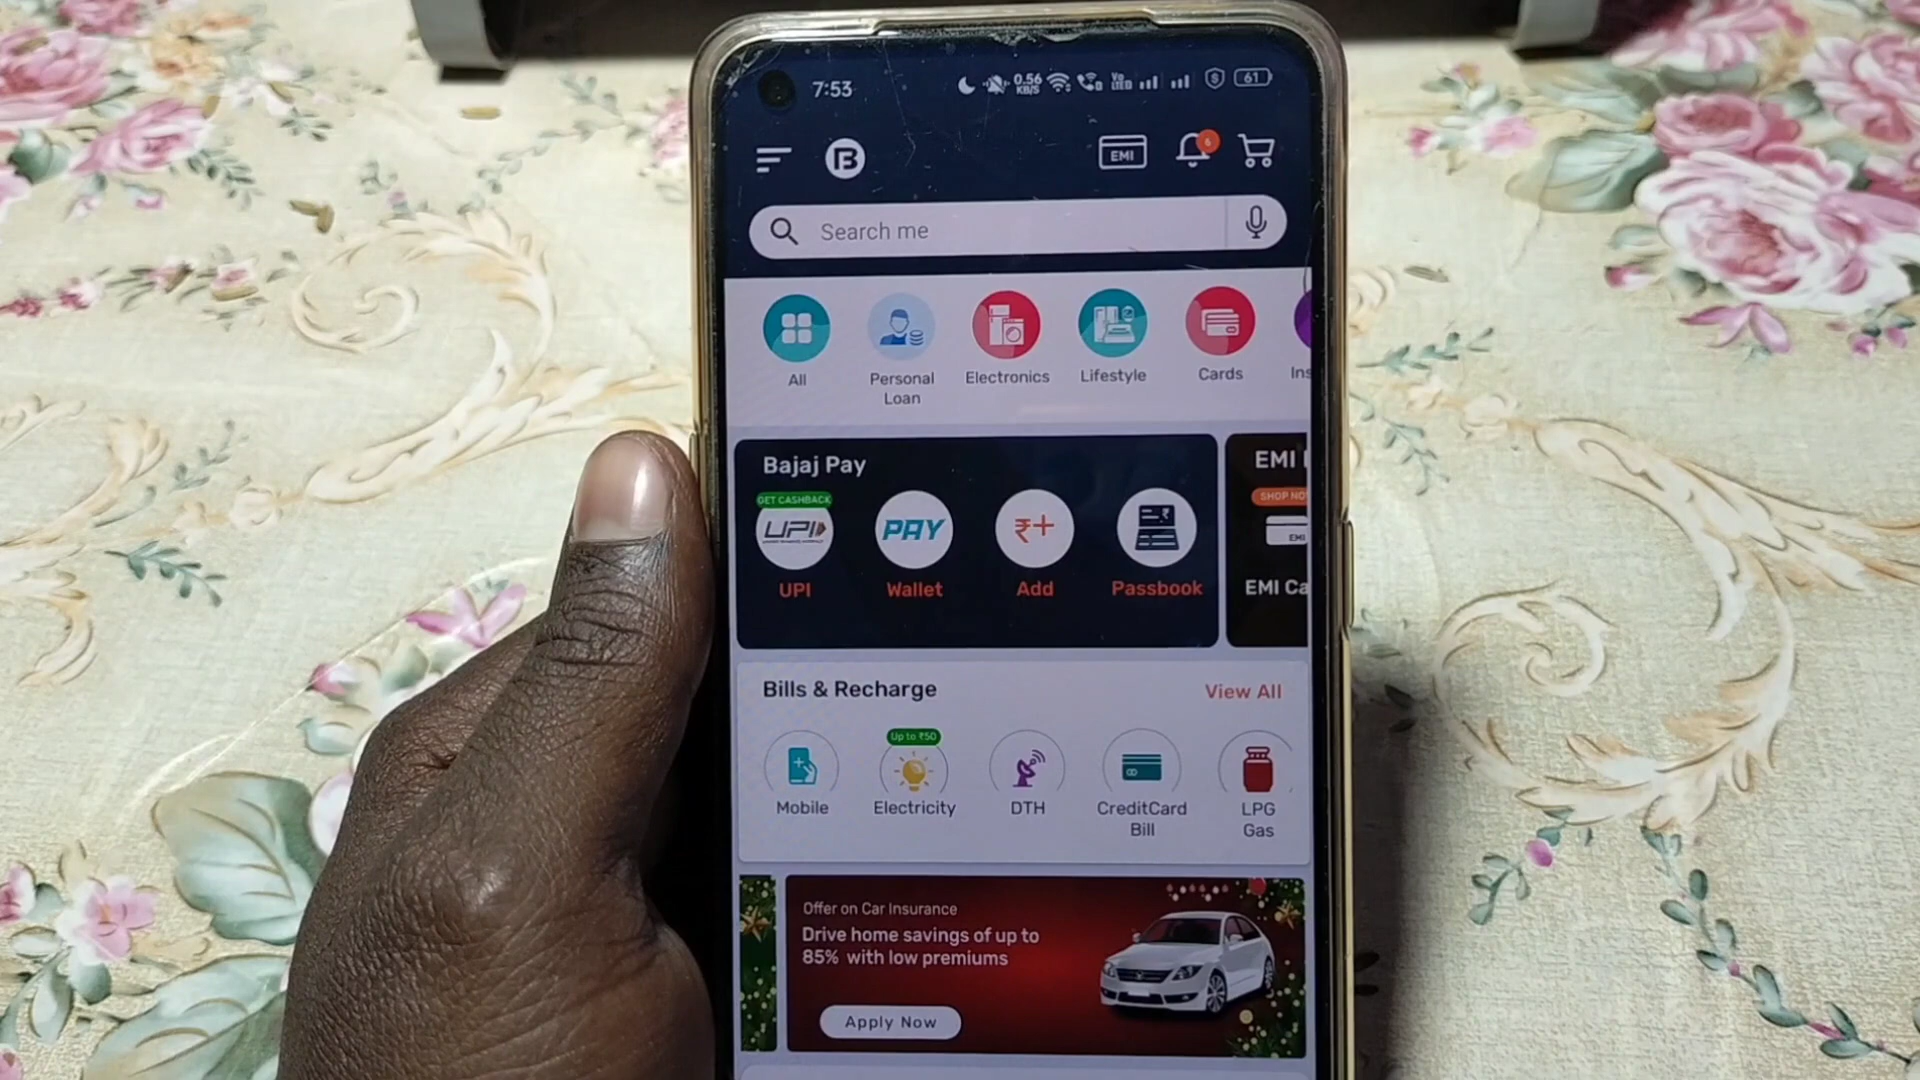 7:53
0.56
KB/S
Vo
LTE
61
B
EMI
6
Search me
All
Personal
Loan
Electronics
Lifestyle
Cards
Ins
Bajaj Pay
GET CASHBACK
UPI
UPI
PAY
Wallet
₹+
Add
₹
Passbook
EMI
SHOP NO
EMI
EMI Ca
Bills & Recharge
View All
Mobile
Up to ₹50
Electricity
DTH
CreditCard
Bill
LPG
Gas
Offer on Car Insurance
Drive home savings of up to
85% with low premiums
Apply Now